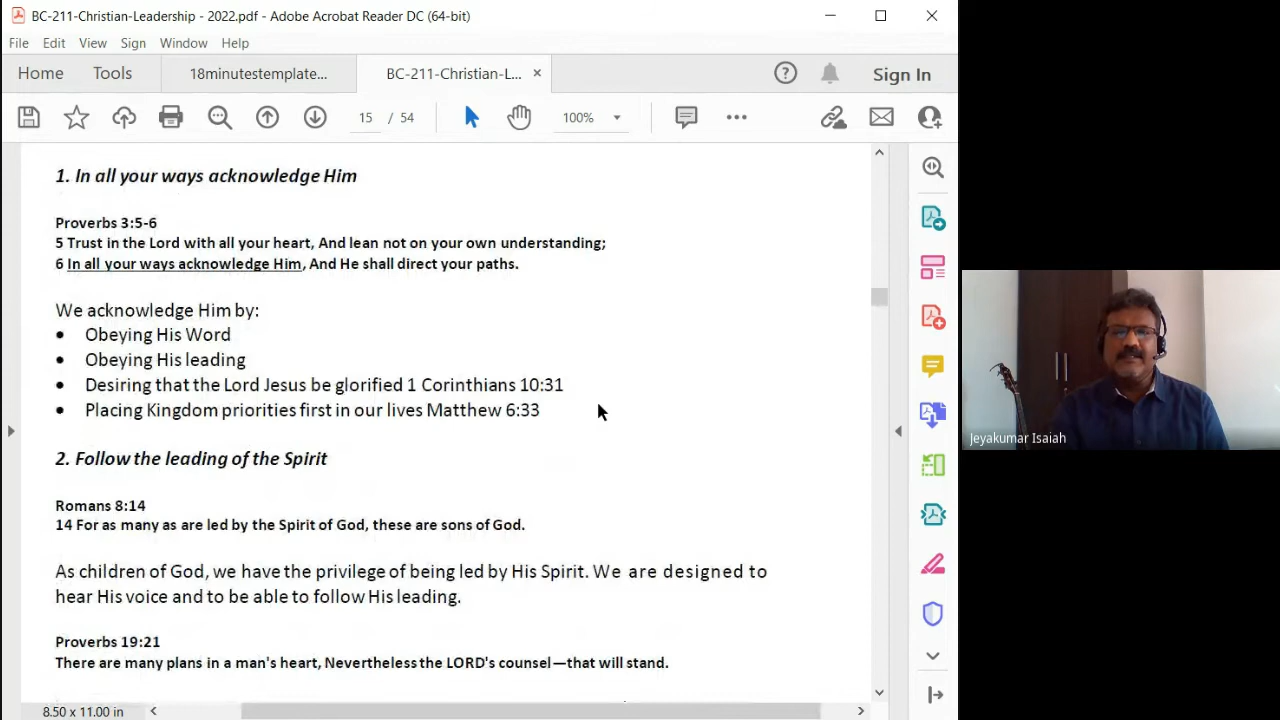 BC-211-Christian-Leadership - 2022.pdf - Adobe Acrobat Reader DC (64-bit)
File Edit View Sign Window Help
Home Tools 18minutestemplate... BC-211-Christian-L... × Sign In
15 / 54 100%
1. In all your ways acknowledge Him
Proverbs 3:5-6
5 Trust in the Lord with all your heart, And lean not on your own understanding;
6 In all your ways acknowledge Him, And He shall direct your paths.
We acknowledge Him by:
• Obeying His Word
• Obeying His leading
• Desiring that the Lord Jesus be glorified 1 Corinthians 10:31
• Placing Kingdom priorities first in our lives Matthew 6:33
2. Follow the leading of the Spirit
Romans 8:14
14 For as many as are led by the Spirit of God, these are sons of God.
As children of God, we have the privilege of being led by His Spirit. We are designed to
hear His voice and to be able to follow His leading.
Proverbs 19:21
There are many plans in a man's heart, Nevertheless the LORD's counsel—that will stand.
8.50 x 11.00 in
Jeyakumar Isaiah